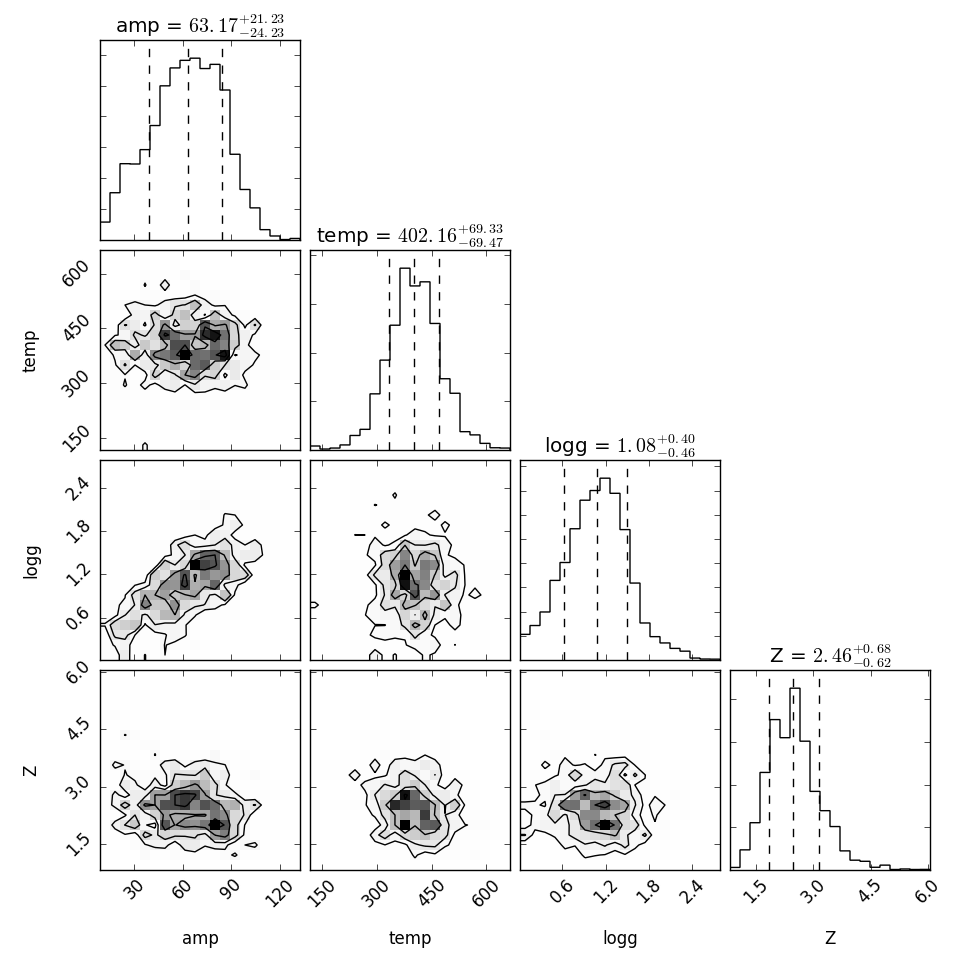 amp = 63.17+21.23−24.23
temp = 402.16+69.33−69.47
600
450
300
150
temp
logg = 1.08+0.40−0.46
2.4
1.8
1.2
0.6
logg
Z = 2.46+0.68−0.62
6.0
4.5
3.0
1.5
Z
30 60 90 120 150 300 450 600 0.6 1.2 1.8 2.4 1.5 3.0 4.5 6.0
amp temp logg Z